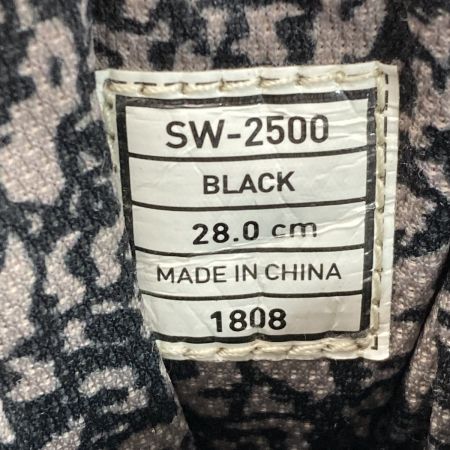 SW-2500
BLACK
28.0 cm
MADE IN CHINA
1808